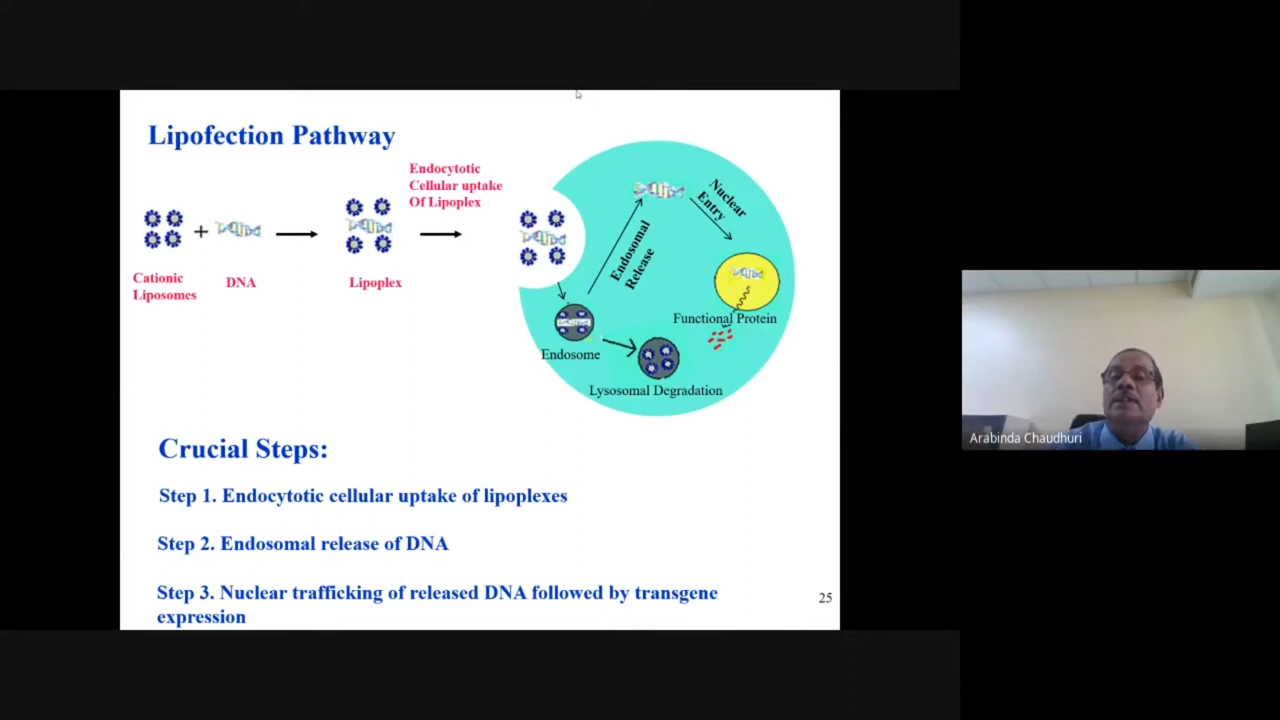 Lipofection Pathway
Endocytotic
Cellular uptake
Of Lipoplex
+
Cationic
Liposomes
DNA
Lipoplex
Nuclear
Entry
Endosomal
Release
Functional Protein
Endosome
Lysosomal Degradation
Crucial Steps:
Step 1. Endocytotic cellular uptake of lipoplexes
Step 2. Endosomal release of DNA
Step 3. Nuclear trafficking of released DNA followed by transgene
expression
25
Arabinda Chaudhuri